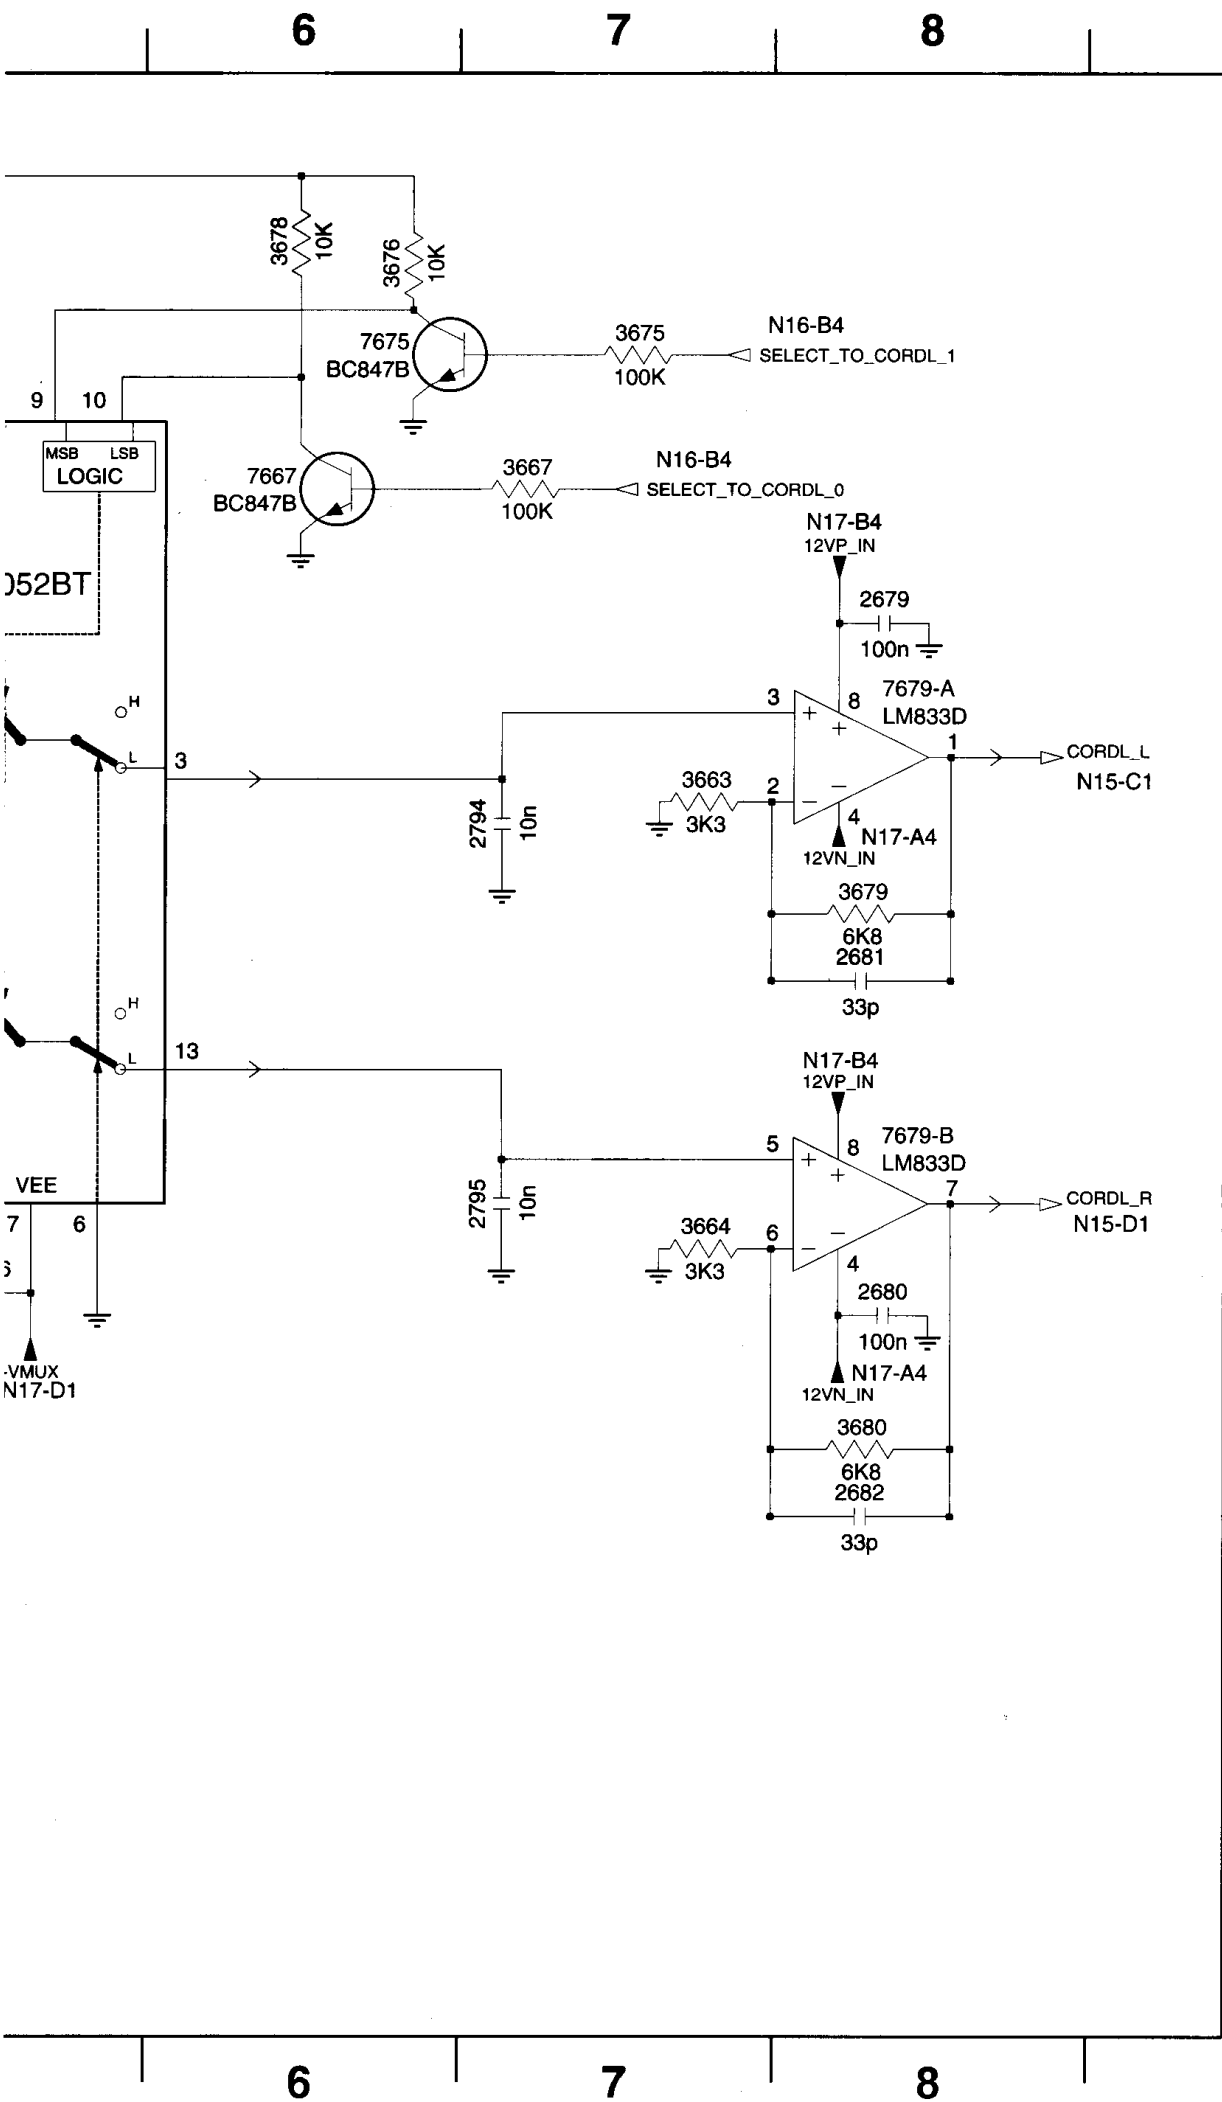 6 7 8
3678
10K
3676
10K
7675
BC847B
3675
100K
N16-B4
SELECT_TO_CORDL_1
9 10
MSB LSB
LOGIC
7667
BC847B
3667
100K
N16-B4
SELECT_TO_CORDL_0
052BT
N17-B4
12VP_IN
2679
100n
7679-A
LM833D
3
8
+
+
1
CORDL_L
N15-C1
H
L
3
2794
10n
3663
3K3
2
-
-
4
N17-A4
12VN_IN
3679
6K8
2681
33p
H
L
13
N17-B4
12VP_IN
7679-B
LM833D
5
8
+
+
7
CORDL_R
N15-D1
VEE
7 6
2795
10n
3664
3K3
6
-
-
4
2680
100n
N17-A4
12VN_IN
-VMUX
N17-D1
3680
6K8
2682
33p
6 7 8